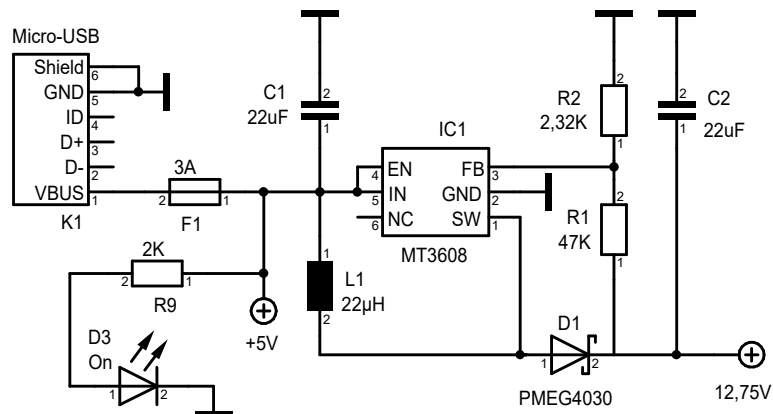 Micro-USB
Shield
6
GND
5
ID
4
D+
3
D-
2
VBUS
1
K1
3A
2
1
F1
2K
2
1
R9
D3
On
1
2
+5V
C1
22uF
2
1
1
L1
22µH
2
IC1
4
EN
FB
3
5
IN
GND
2
6
NC
SW
1
MT3608
R2
2,32K
2
1
R1
47K
2
1
C2
22uF
2
1
D1
1
2
PMEG4030
12,75V